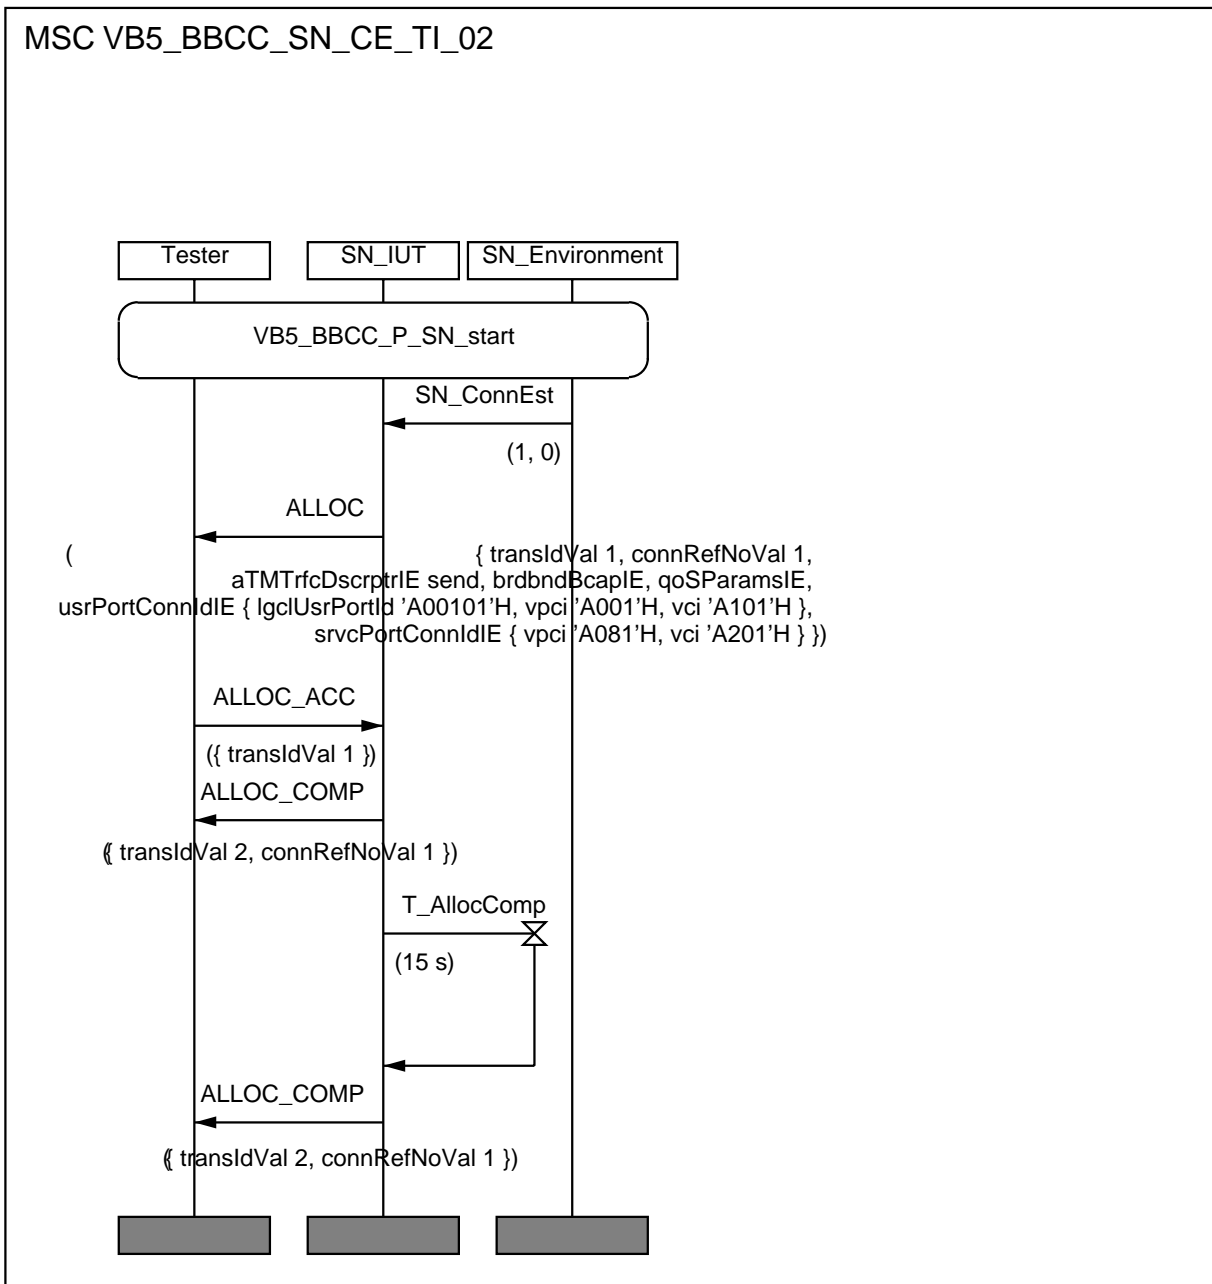 MSC VB5_BBCC_SN_CE_TI_02
Tester SN_IUT SN_Environment
VB5_BBCC_P_SN_start
SN_ConnEst
(1, 0)
ALLOC
( { transIdVal 1, connRefNoVal 1,
aTMTrfcDscrptrIE send, brdbndBcapIE, qoSParamsIE,
usrPortConnIdIE { lgclUsrPortId 'A00101'H, vpci 'A001'H, vci 'A101'H },
srvcPortConnIdIE { vpci 'A081'H, vci 'A201'H } })
ALLOC_ACC
({ transIdVal 1 })
ALLOC_COMP
({ transIdVal 2, connRefNoVal 1 })
T_AllocComp
(15 s)
ALLOC_COMP
({ transIdVal 2, connRefNoVal 1 })